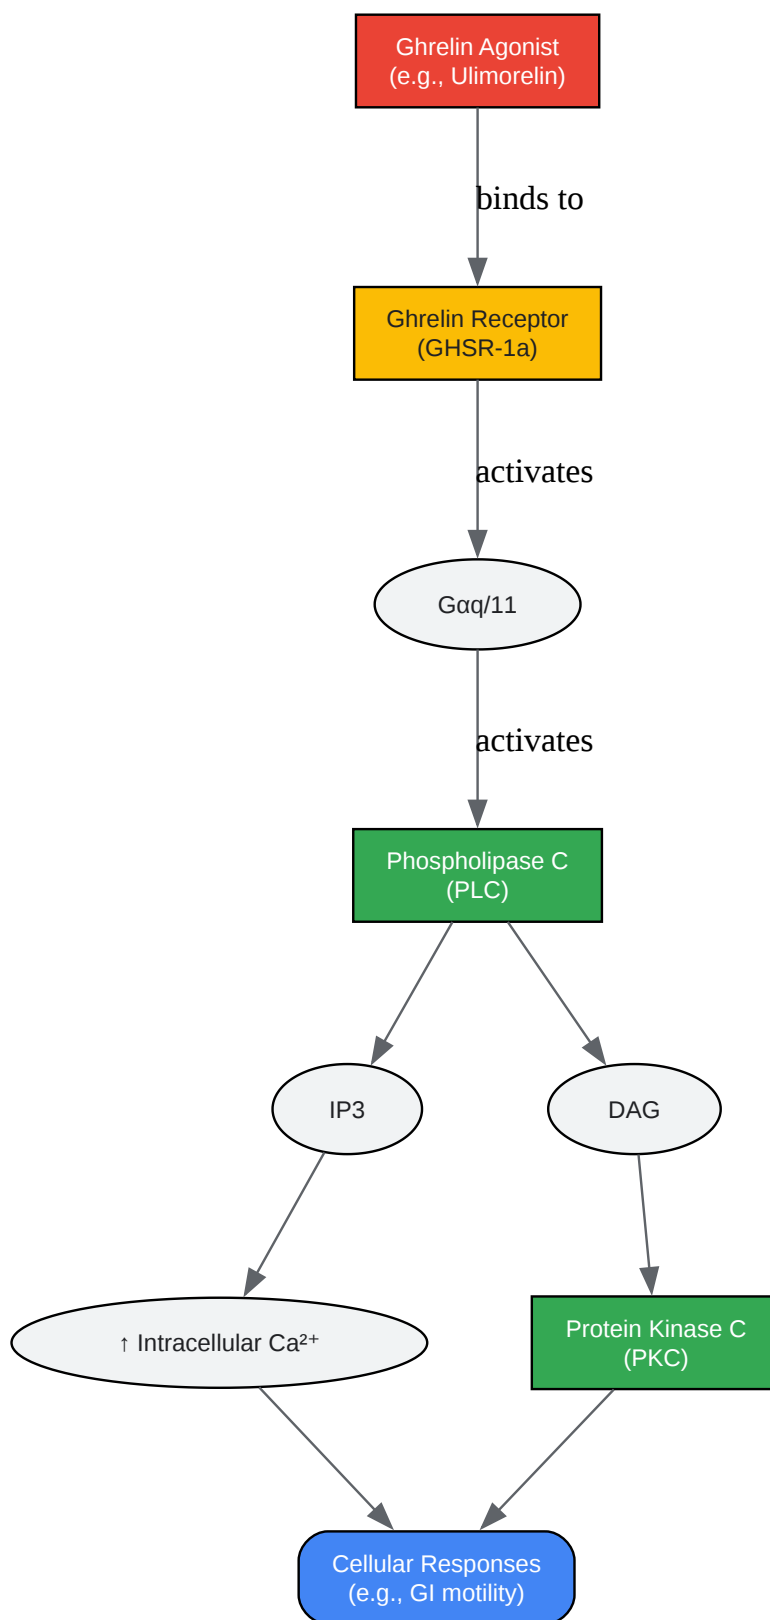 Ghrelin Agonist
(e.g., Ulimorelin)
binds to
Ghrelin Receptor
(GHSR-1a)
activates
Gαq/11
activates
Phospholipase C
(PLC)
IP3
DAG
↑ Intracellular Ca²⁺
Protein Kinase C
(PKC)
Cellular Responses
(e.g., GI motility)